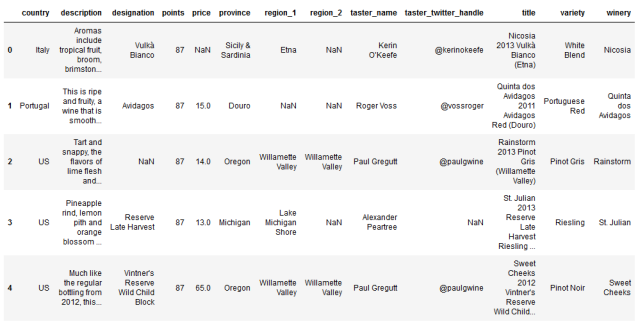 country description designation points price province region_1 region_2 taster_name taster_twitter_handle title variety winery
0 Italy Aromas include tropical fruit, broom, brimston... Vulkà Bianco 87 NaN Sicily & Sardinia Etna NaN Kerin O'Keefe @kerinokeefe Nicosia 2013 Vulkà Bianco (Etna) White Blend Nicosia
1 Portugal This is ripe and fruity, a wine that is smooth... Avidagos 87 15.0 Douro NaN NaN Roger Voss @vossroger Quinta dos Avidagos 2011 Avidagos Red (Douro) Portuguese Red Quinta dos Avidagos
2 US Tart and snappy, the flavors of lime flesh and... NaN 87 14.0 Oregon Willamette Valley Willamette Valley Paul Gregutt @paulgwine Rainstorm 2013 Pinot Gris (Willamette Valley) Pinot Gris Rainstorm
3 US Pineapple rind, lemon pith and orange blossom ... Reserve Late Harvest 87 13.0 Michigan Lake Michigan Shore NaN Alexander Peartree NaN St. Julian 2013 Reserve Late Harvest Riesling ... Riesling St. Julian
4 US Much like the regular bottling from 2012, this... Vintner's Reserve Wild Child Block 87 65.0 Oregon Willamette Valley Willamette Valley Paul Gregutt @paulgwine Sweet Cheeks 2012 Vintner's Reserve Wild Child... Pinot Noir Sweet Cheeks